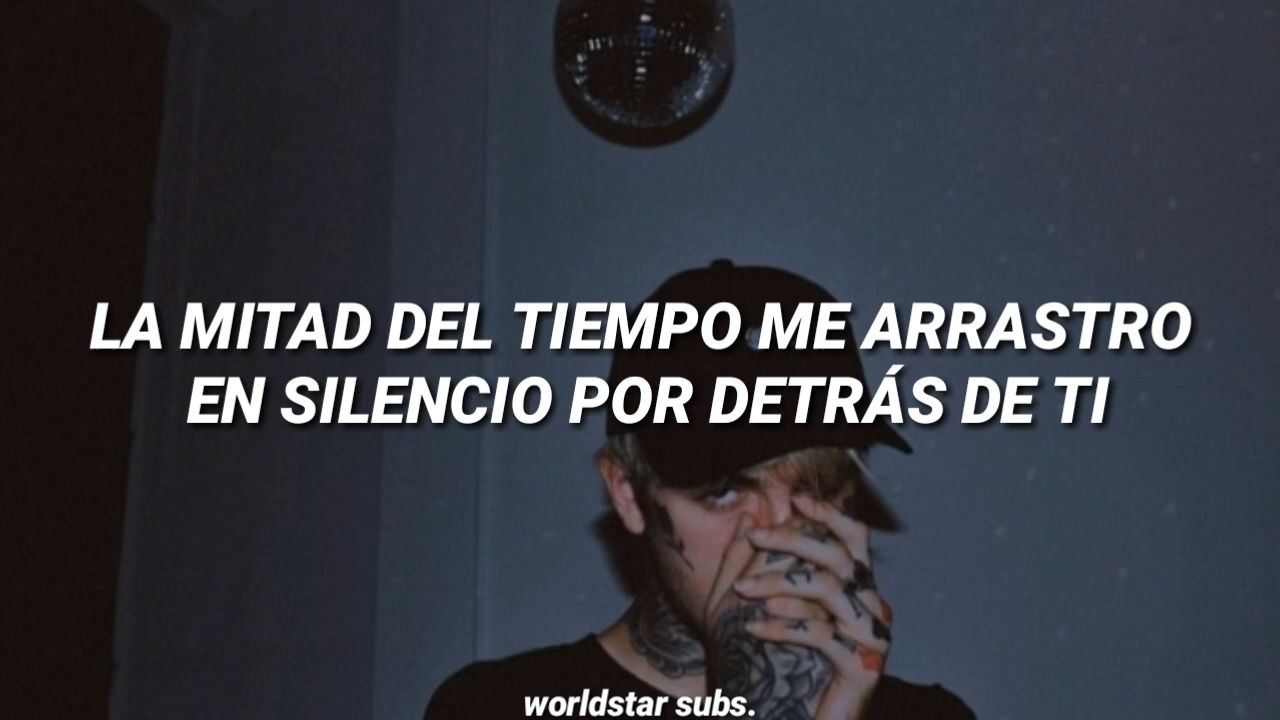 LA MITAD DEL TIEMPO ME ARRASTRO
EN SILENCIO POR DETRÁS DE TI
worldstar subs.